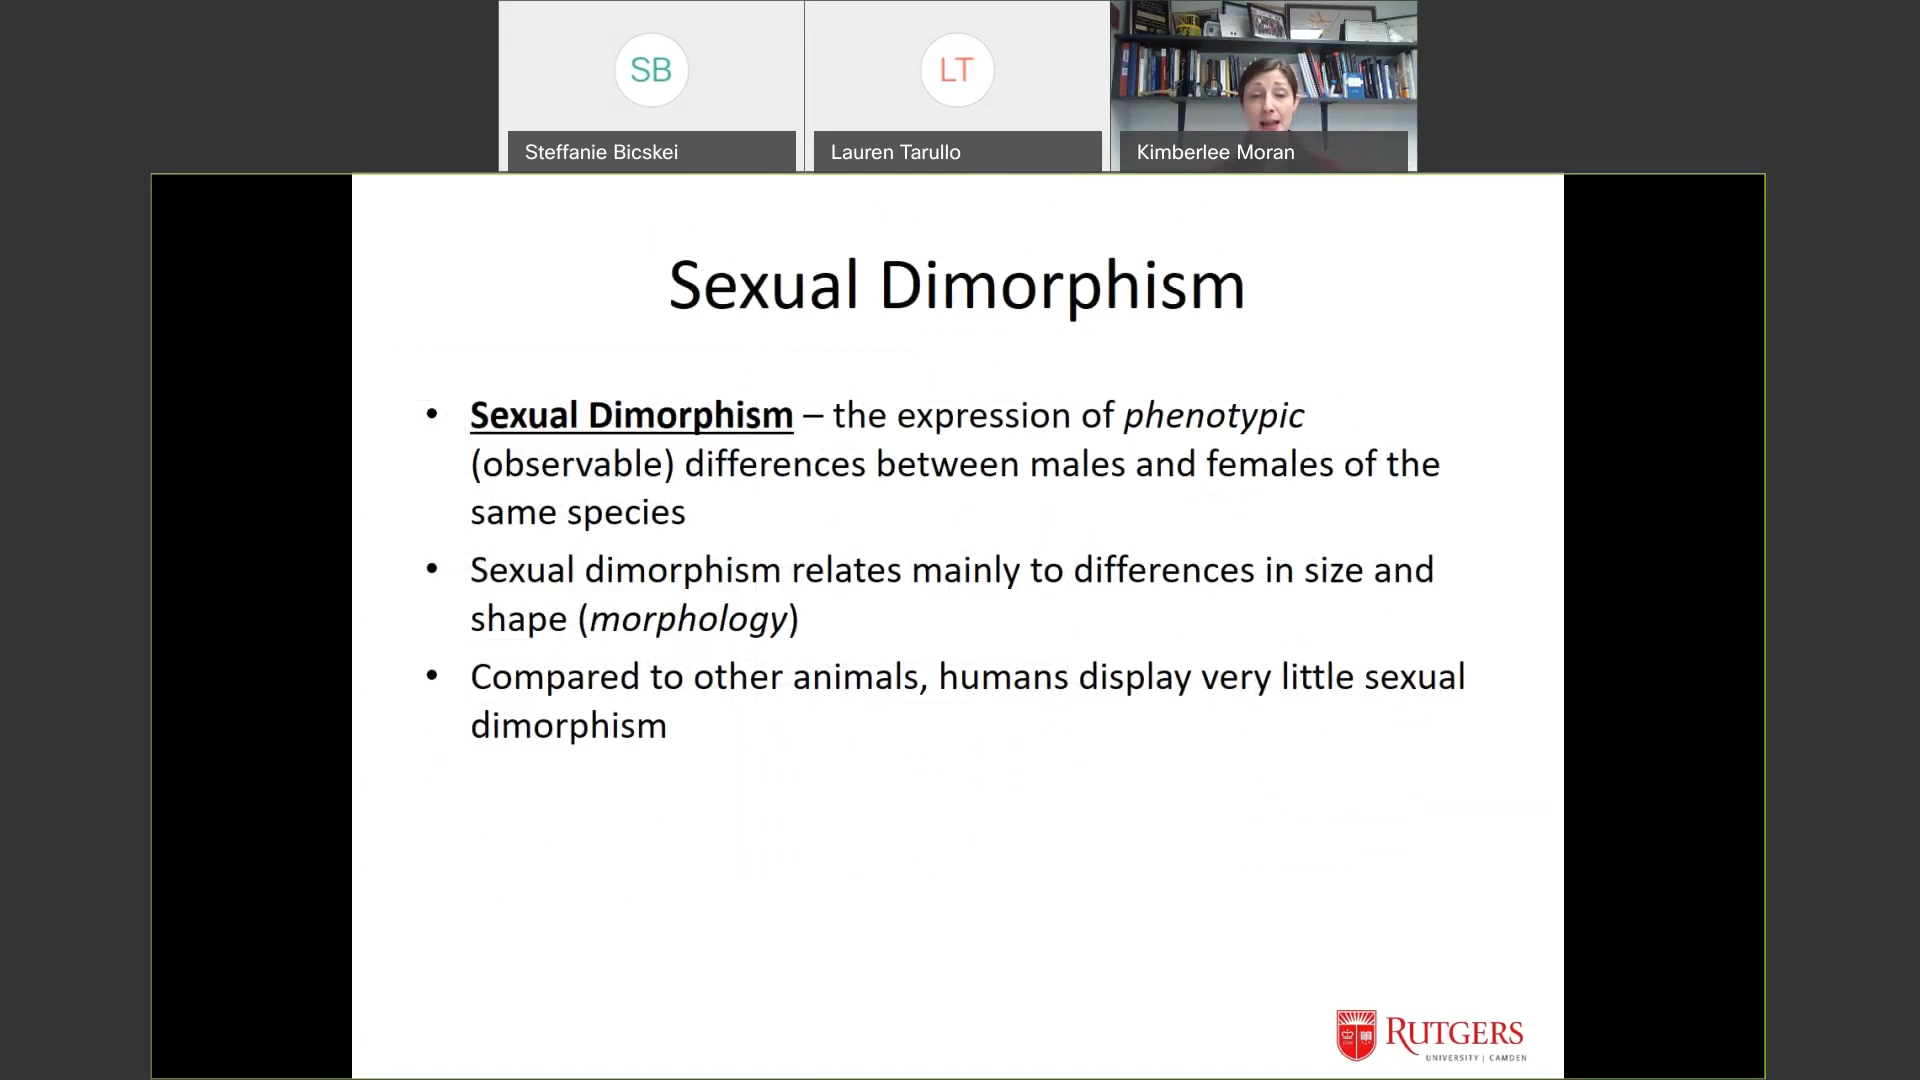 SB
LT
Steffanie Bicskei
Lauren Tarullo
Kimberlee Moran
Sexual Dimorphism
• Sexual Dimorphism – the expression of phenotypic
(observable) differences between males and females of the
same species
• Sexual dimorphism relates mainly to differences in size and
shape (morphology)
• Compared to other animals, humans display very little sexual
dimorphism
RUTGERS
UNIVERSITY | CAMDEN